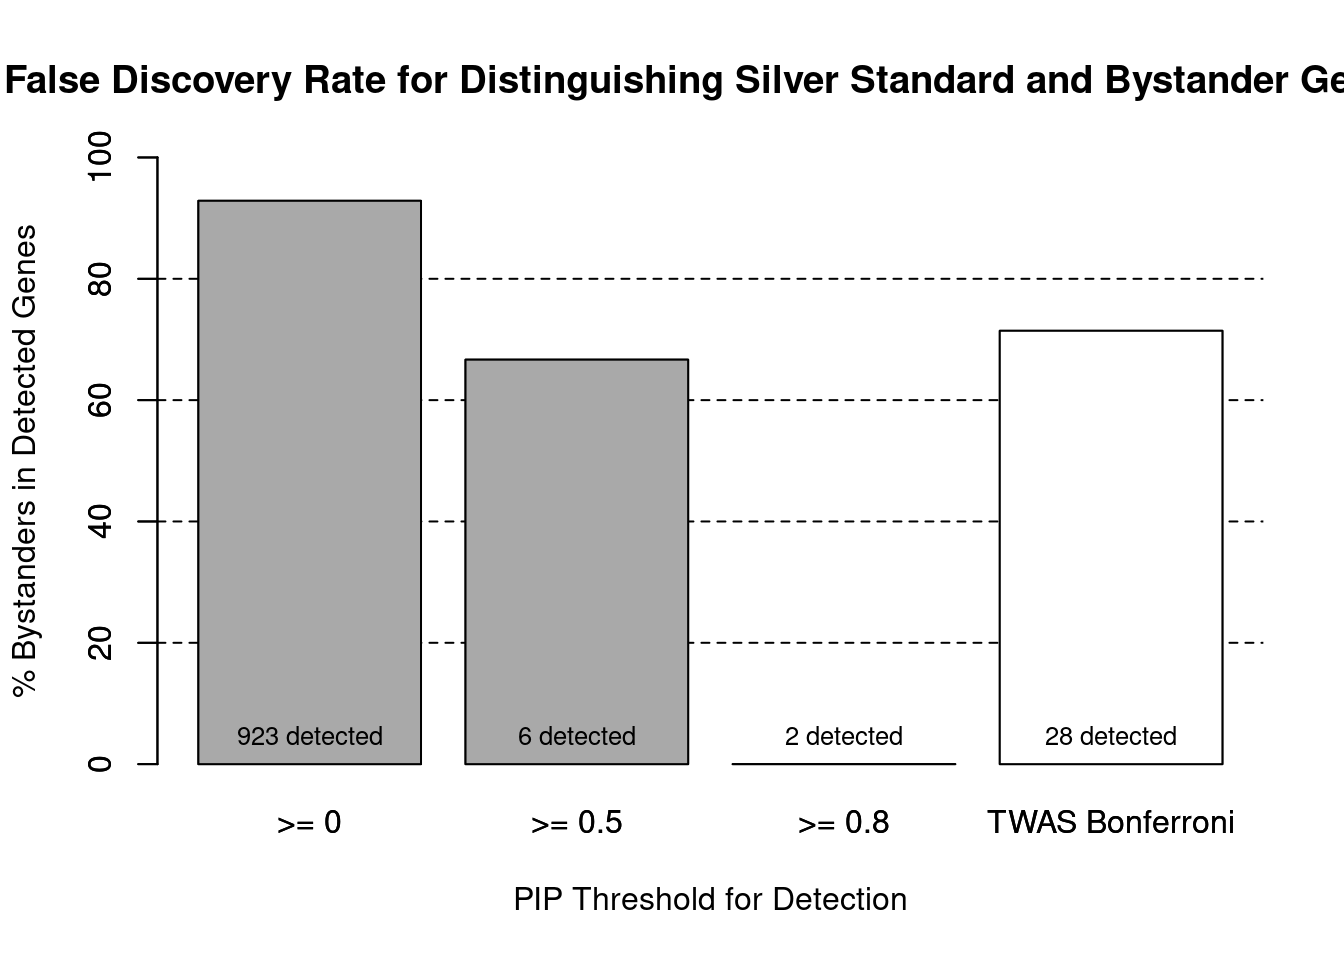 False Discovery Rate for Distinguishing Silver Standard and Bystander
% Bystanders in Detected Genes
100
80
60
40
20
0
923 detected
6 detected
2 detected
28 detected
>= 0
>= 0.5
>= 0.8
TWAS Bonferroni
PIP Threshold for Detection